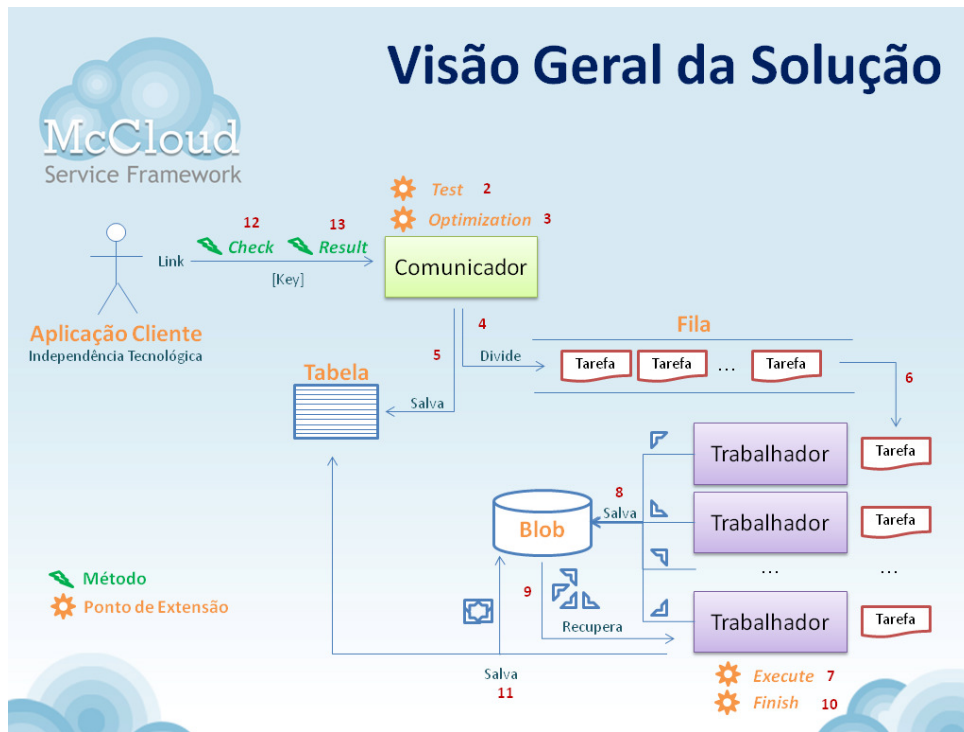 Visão Geral da Solução
McCloud
Service Framework
Test 2
Optimization 3
12 13
Check Result
Link
[Key]
Comunicador
Aplicação Cliente
Independência Tecnológica
4
5
Divide
Fila
Tarefa Tarefa ... Tarefa
6
Tabela
Salva
Trabalhador Tarefa
8
Salva
Trabalhador Tarefa
Blob
... ...
9
Recupera
Trabalhador Tarefa
Método
Ponto de Extensão
Salva
11
Execute 7
Finish 10